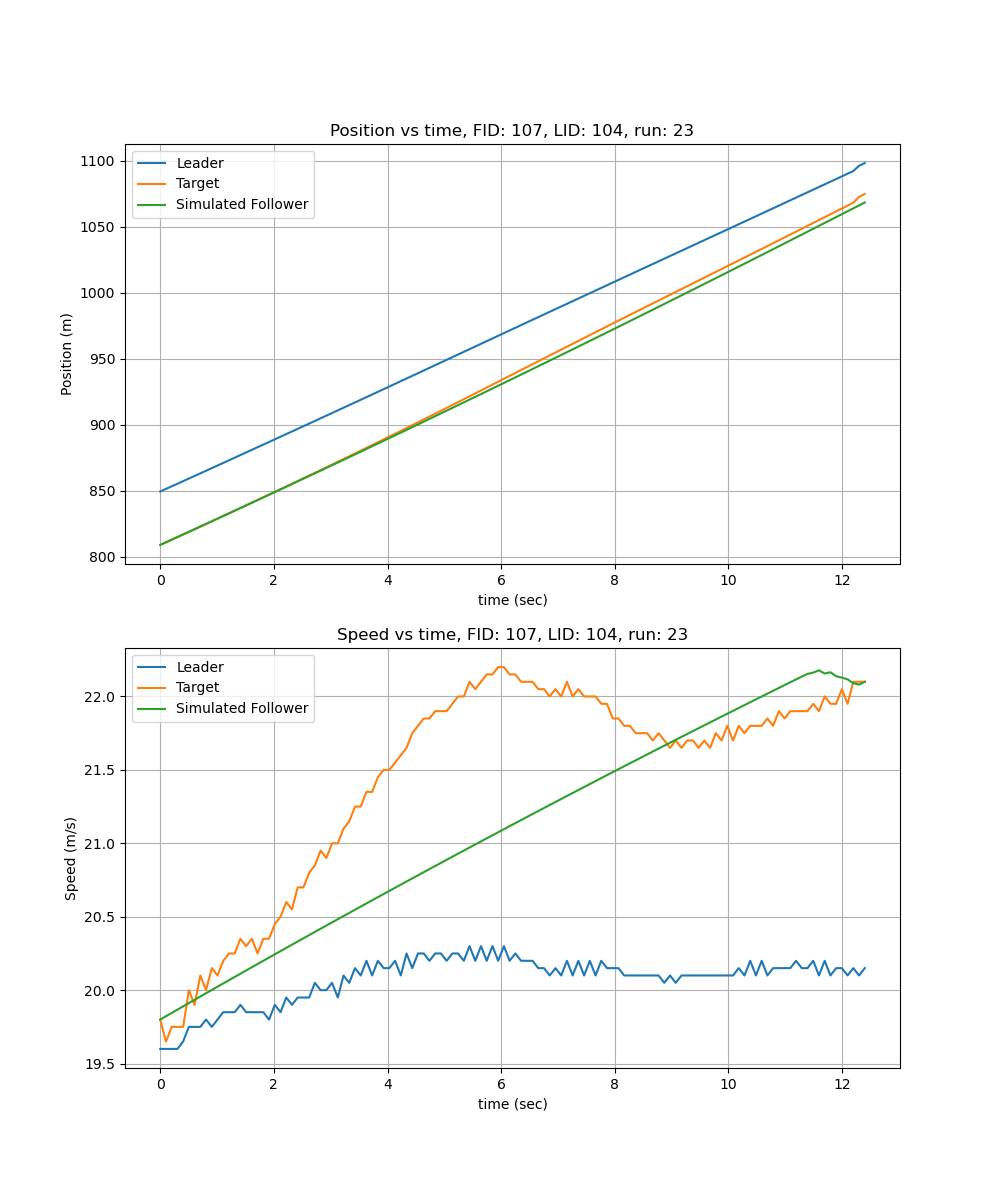 Position vs time, FID: 107, LID: 104, run: 23
Leader
Target
Simulated Follower
1100
1050
1000
950
900
850
800
Position (m)
0 2 4 6 8 10 12
time (sec)
Speed vs time, FID: 107, LID: 104, run: 23
Leader
Target
Simulated Follower
22.0
21.5
21.0
20.5
20.0
19.5
Speed (m/s)
0 2 4 6 8 10 12
time (sec)